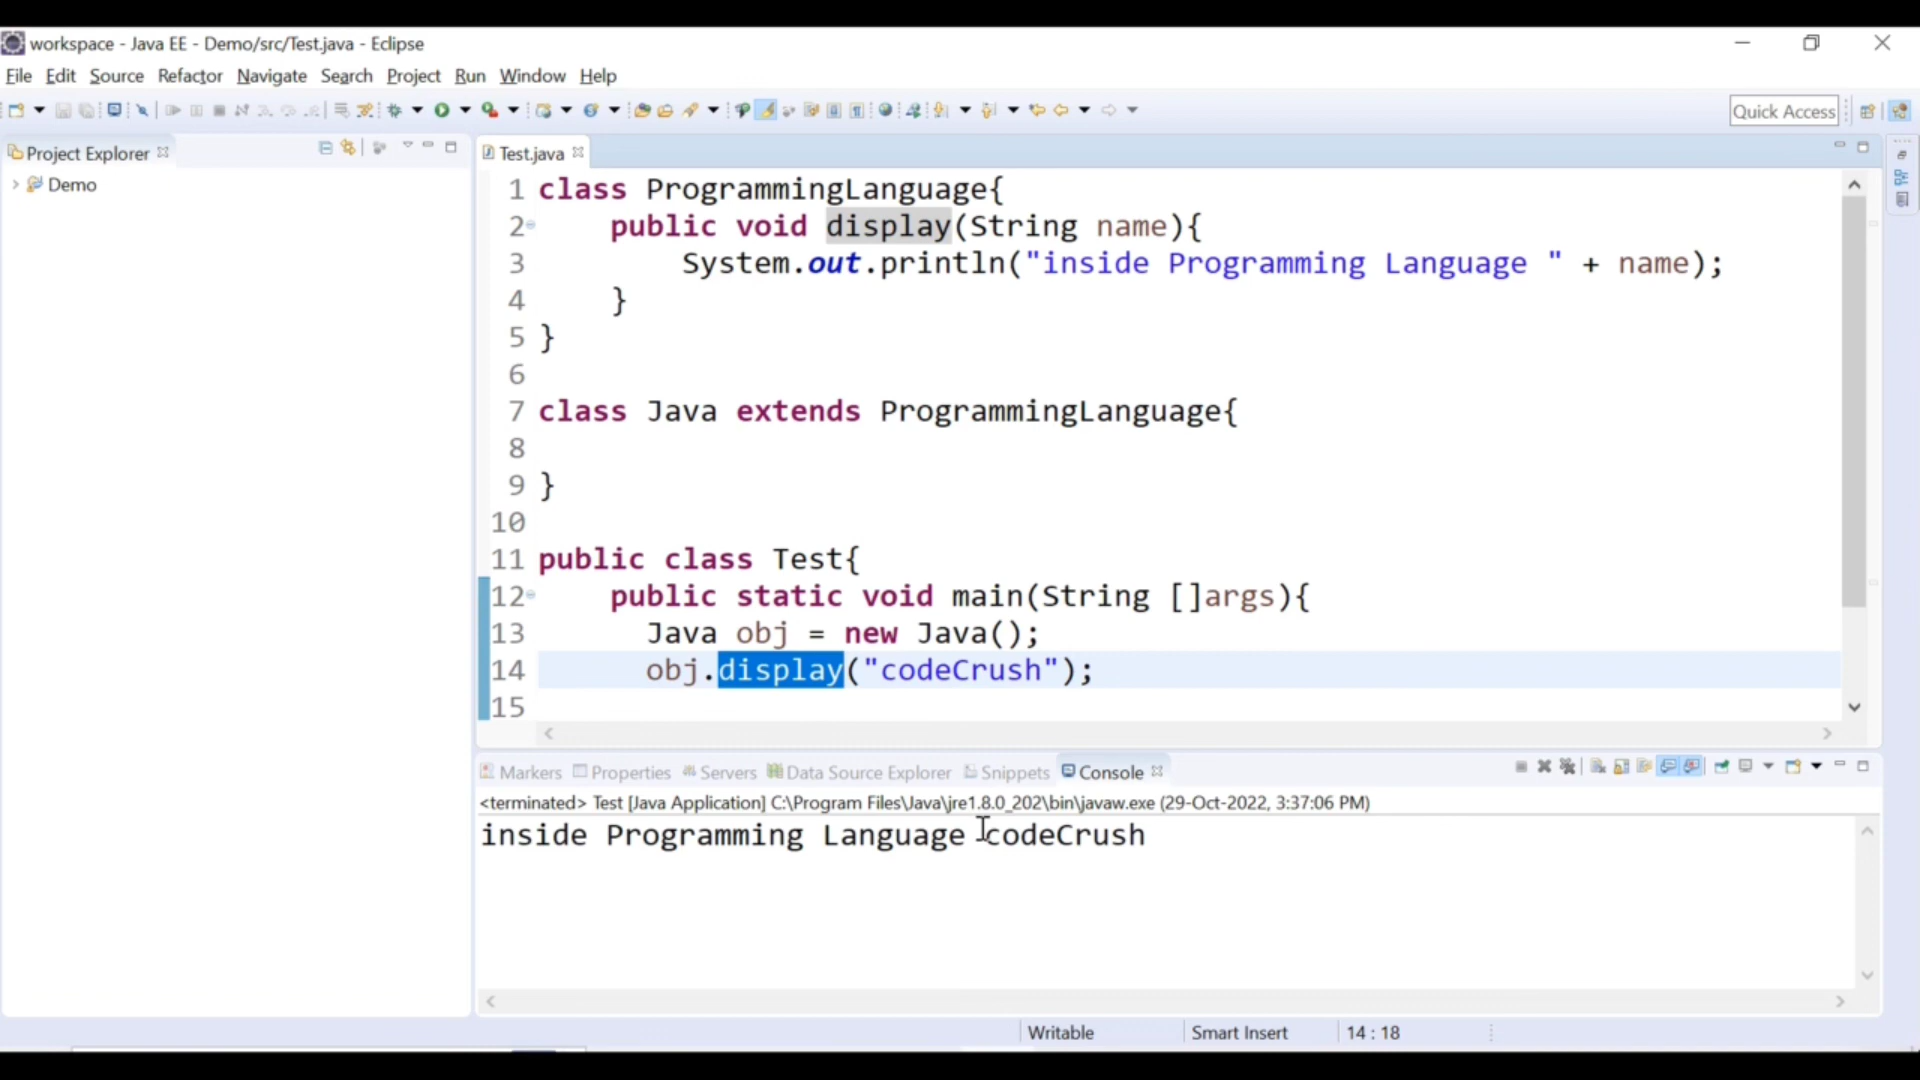 workspace - Java EE - Demo/src/Test.java - Eclipse
File Edit Source Refactor Navigate Search Project Run Window Help
Quick Access
Project Explorer
Demo
Test.java
1 class ProgrammingLanguage{
2 public void display(String name){
3 System.out.println("inside Programming Language " + name);
4 }
5 }
6
7 class Java extends ProgrammingLanguage{
8
9 }
10
11 public class Test{
12 public static void main(String []args){
13 Java obj = new Java();
14 obj.display("codeCrush");
15
Markers Properties Servers Data Source Explorer Snippets Console
<terminated> Test [Java Application] C:\Program Files\Java\jre1.8.0_202\bin\javaw.exe (29-Oct-2022, 3:37:06 PM)
inside Programming Language codeCrush
Writable Smart Insert 14 : 18